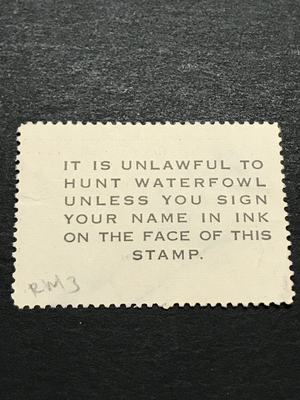 IT IS UNLAWFUL TO
HUNT WATERFOWL
UNLESS YOU SIGN
YOUR NAME IN INK
ON THE FACE OF THIS
STAMP.
RM3